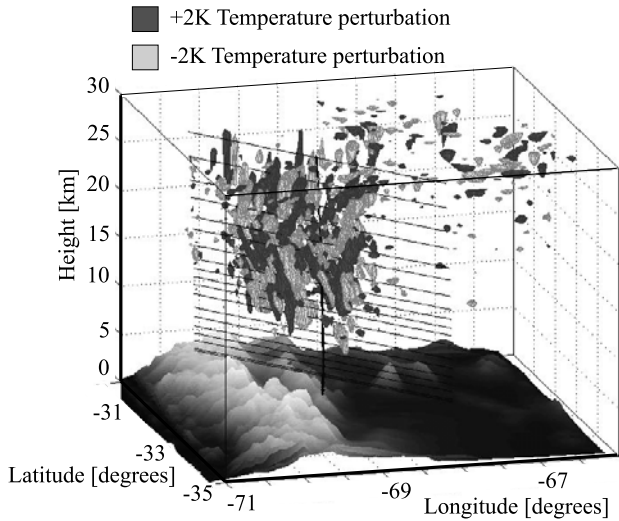 +2K Temperature perturbation
-2K Temperature perturbation
30
25
20
15
10
5
0
Height [km]
-31
-33
-35
Latitude [degrees]
-71
-69
-67
Longitude [degrees]